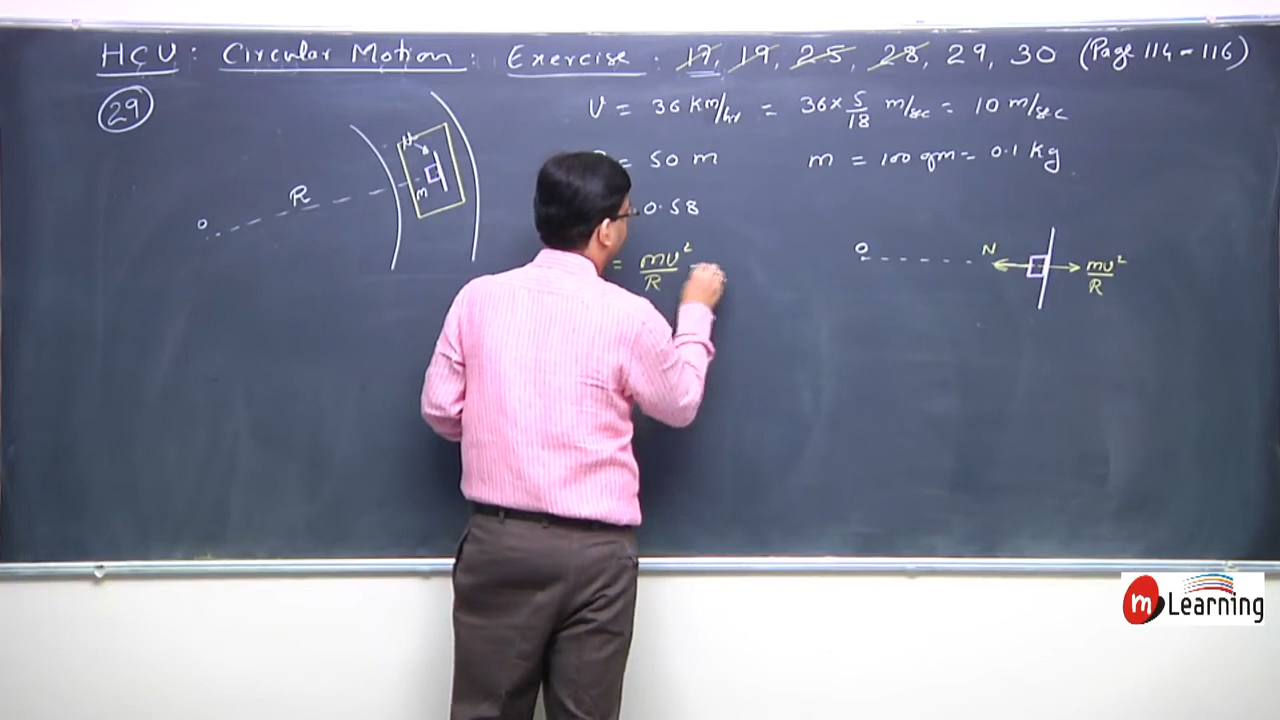 HCV : Circular Motion : Exercise : 17, 19, 25, 28, 29, 30 (Page 114 - 116)
29
V = 36 Km/hr = 36 × 5/18 m/sec = 10 m/sec
= 50 m m = 100 gm = 0.1 Kg
0.58
= mv²/R
O R m
O N mv²/R
m Learning